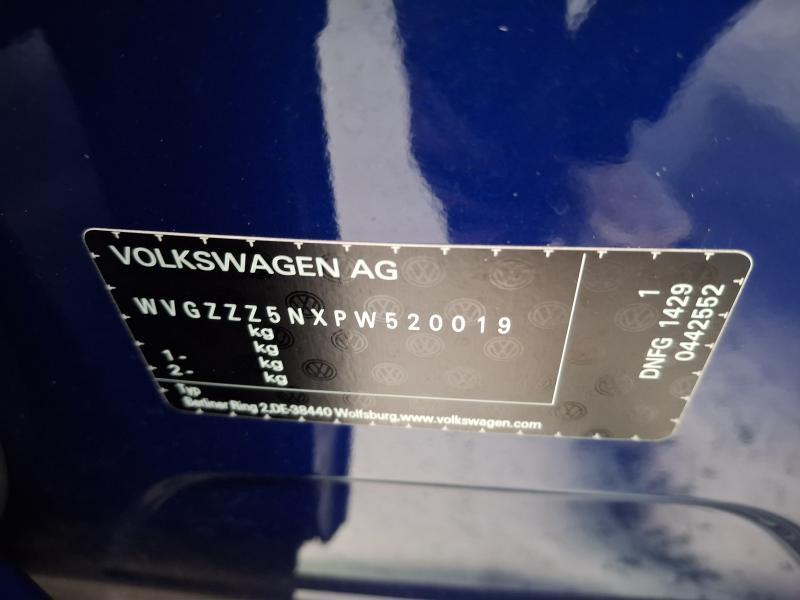 VOLKSWAGEN AG
WVGZZZ5NXPW520019
kg
kg
1.- kg
2.- kg
Typ
Berliner Ring 2,DE-38440 Wolfsburg.www.volkswagen.com
1
DNFG 1429
0442552